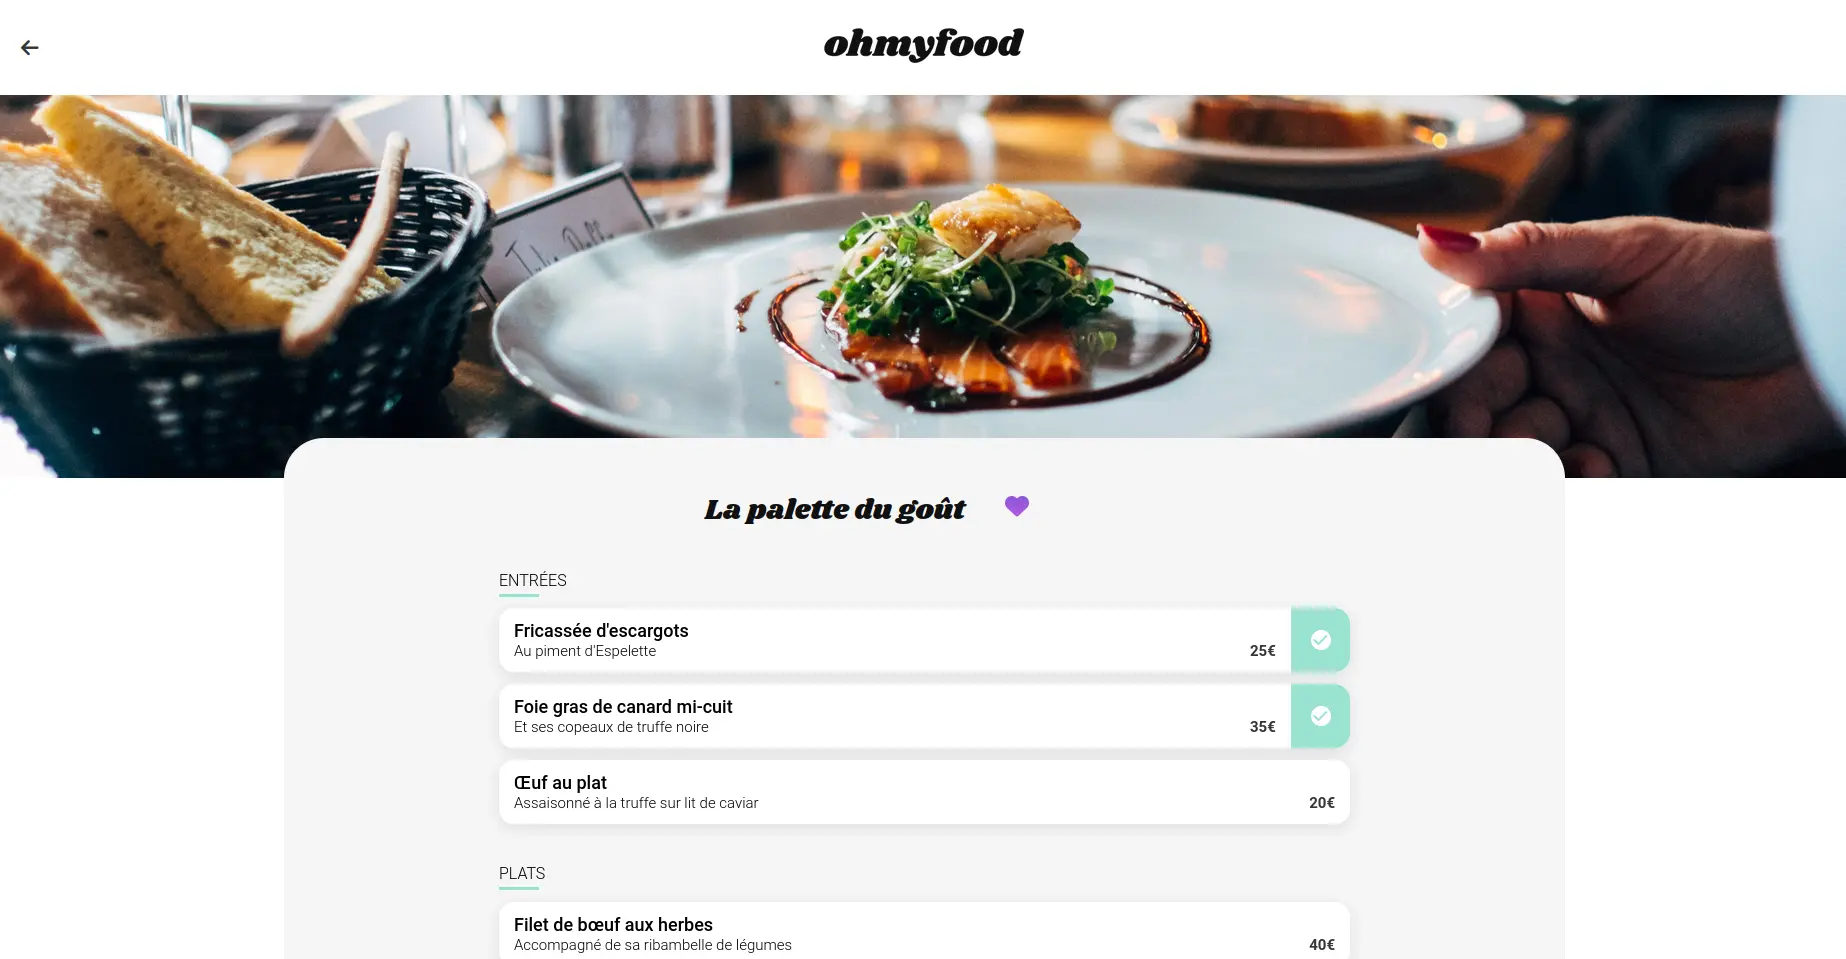 ohmyfood
La palette du goût
ENTRÉES
Fricassée d'escargots
Au piment d'Espelette
25€
Foie gras de canard mi-cuit
Et ses copeaux de truffe noire
35€
Œuf au plat
Assaisonné à la truffe sur lit de caviar
20€
PLATS
Filet de bœuf aux herbes
Accompagné de sa ribambelle de légumes
40€